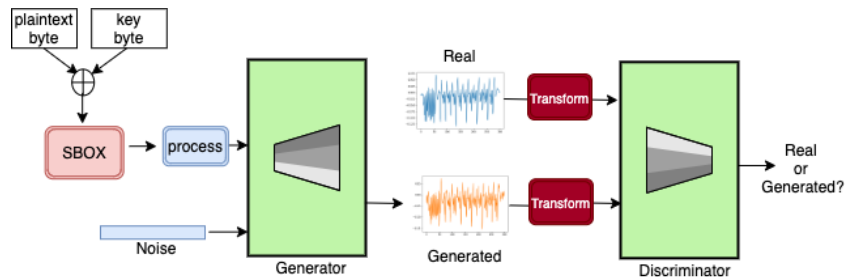 plaintext
byte
key
byte
SBOX
process
Noise
Generator
Real
Transform
Generated
Transform
Discriminator
Real
or
Generated?